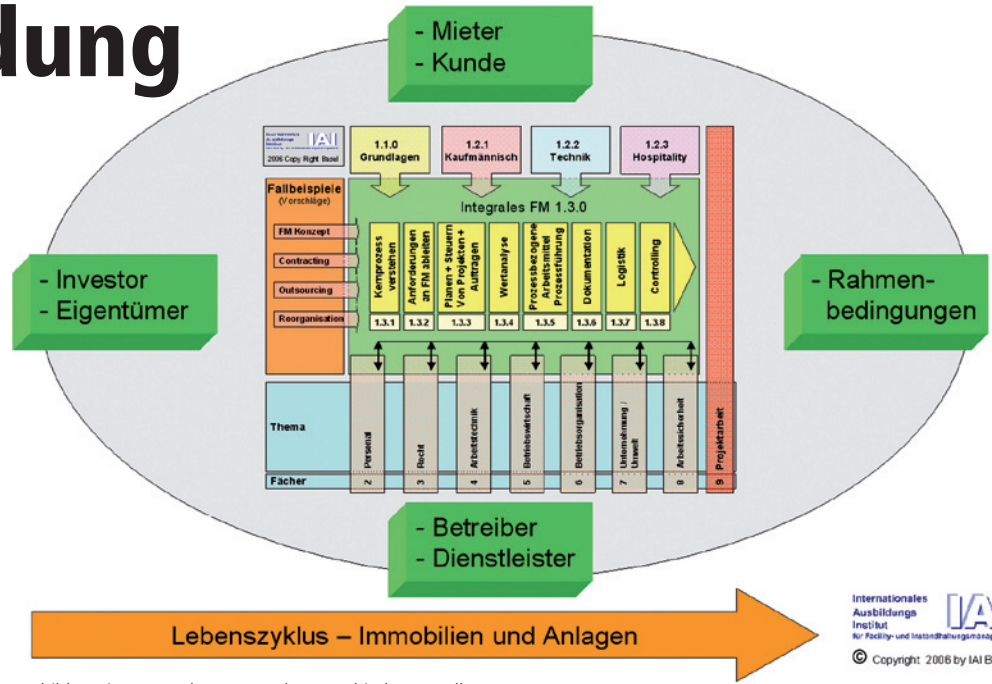 dung
- Mieter
- Kunde
IAI
2006 Copy Right Basel
1.1.0
Grundlagen
1.2.1
Kaufmännisch
1.2.2
Technik
1.2.3
Hospitality
Fallbeispiele
(Vorschläge)
Integrales FM 1.3.0
FM Konzept
Contracting
Outsourcing
Reorganisation
Kernprozess
verstehen
Anforderungen
an FM ableiten
Planen + Steuern
Von Projekten +
Aufträgen
Wertanalyse
Prozessbezogene
Arbeitsmittel
Prozessführung
Dokumentation
Logistik
Controlling
1.3.1
1.3.2
1.3.3
1.3.4
1.3.5
1.3.6
1.3.7
1.3.8
- Investor
- Eigentümer
- Rahmen-
bedingungen
Thema
Personal
Recht
Arbeitstechnik
Betriebswirtschaft
Betriebsorganisation
Unternehmung /
Umwelt
Arbeitssicherheit
Projektarbeit
Fächer
2
3
4
5
6
7
8
9
- Betreiber
- Dienstleister
Lebenszyklus – Immobilien und Anlagen
Internationales
Ausbildungs
Institut
für Facility- und Instandhaltungsmanag
IAI
© Copyright 2006 by IAI B